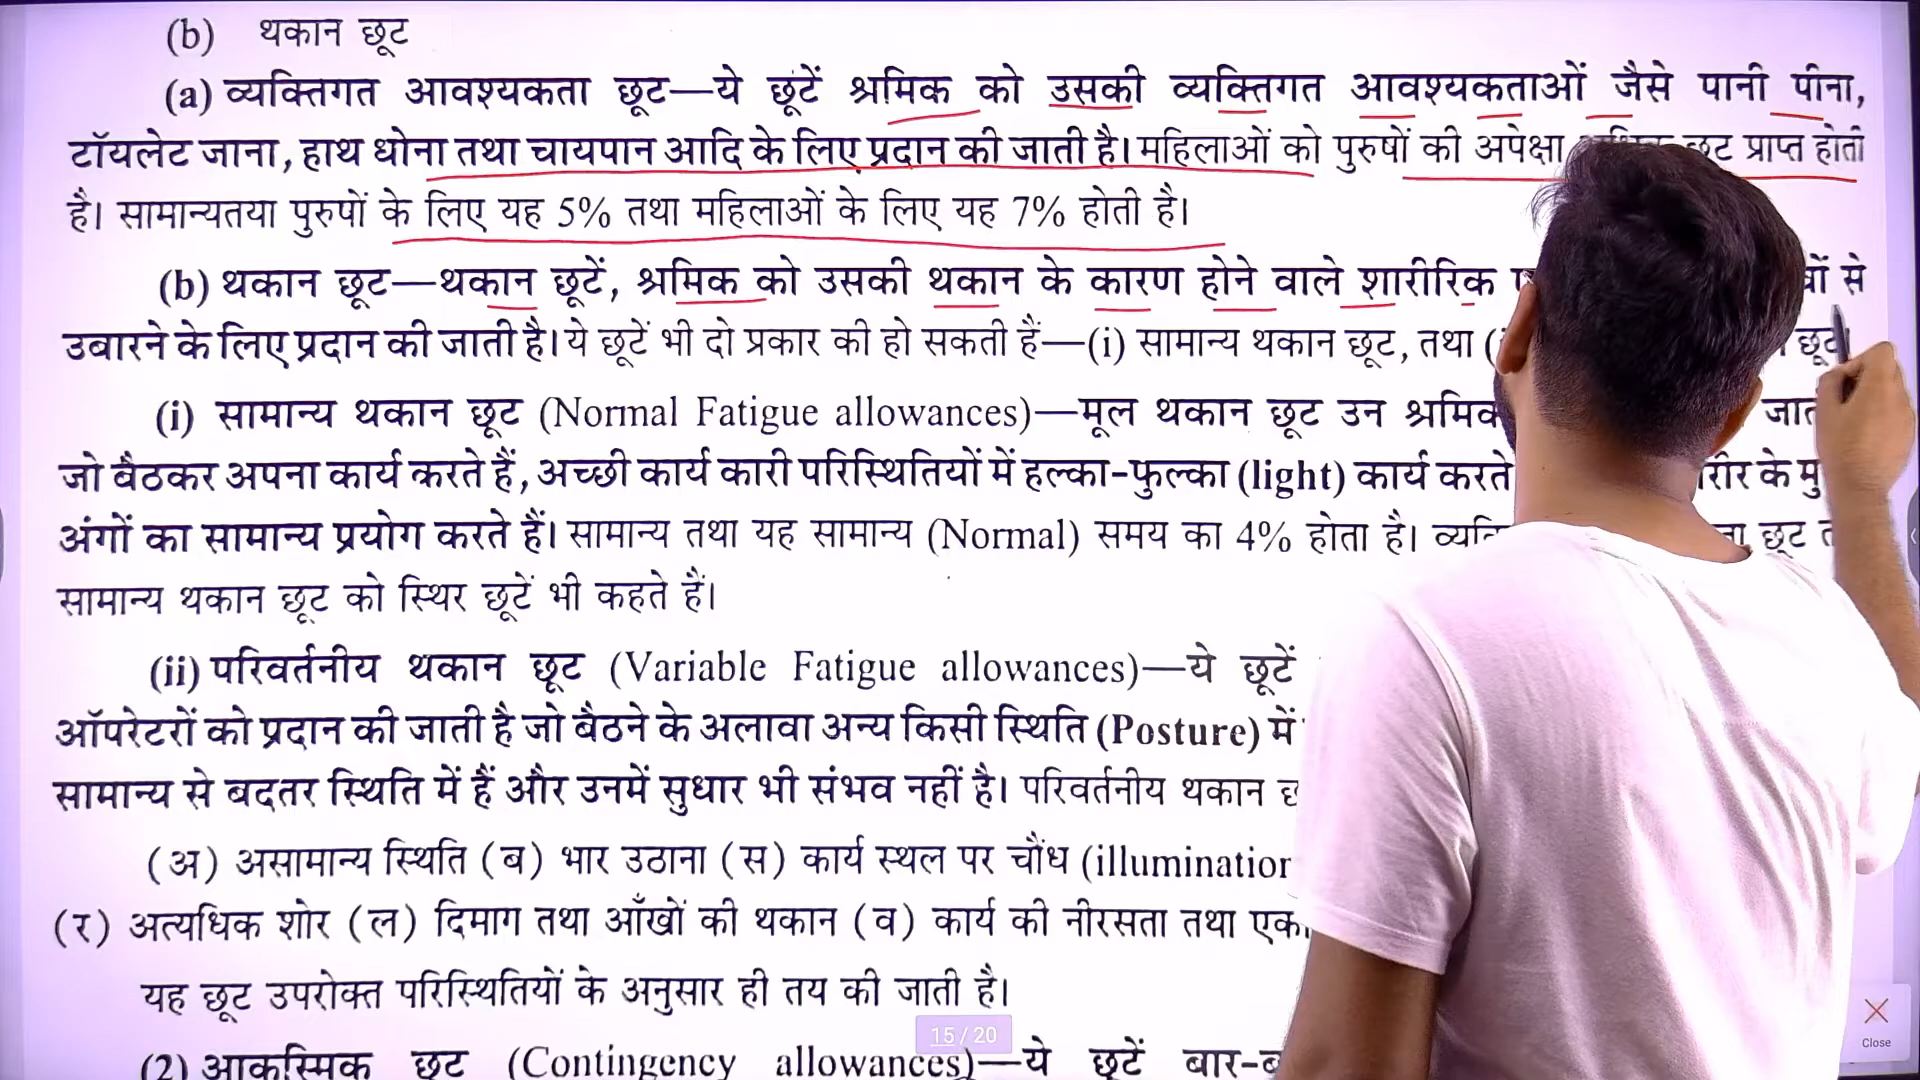 (b) थकान छूट
(a) व्यक्तिगत आवश्यकता छूट—ये छूटें श्रमिक को उसकी व्यक्तिगत आवश्यकताओं जैसे पानी पीना,
टॉयलेट जाना, हाथ धोना तथा चायपान आदि के लिए प्रदान की जाती है। महिलाओं को पुरुषों की अपेक्षा छूट प्राप्त होती
है। सामान्यतया पुरुषों के लिए यह 5% तथा महिलाओं के लिए यह 7% होती है।
(b) थकान छूट—थकान छूटें, श्रमिक को उसकी थकान के कारण होने वाले शारीरिक से
उबारने के लिए प्रदान की जाती है। ये छूटें भी दो प्रकार की हो सकती हैं—(i) सामान्य थकान छूट, तथा छूट।
(i) सामान्य थकान छूट (Normal Fatigue allowances)—मूल थकान छूट उन
जो बैठकर अपना कार्य करते हैं, अच्छी कार्य कारी परिस्थितियों में हल्का-फुल्का (light) कार्य करते के
अंगों का सामान्य प्रयोग करते हैं। सामान्य तथा यह सामान्य (Normal) समय का 4% होता है। छूट
सामान्य थकान छूट को स्थिर छूटें भी कहते हैं।
(ii) परिवर्तनीय थकान छूट (Variable Fatigue allowances)—ये छूटें
ऑपरेटरों को प्रदान की जाती है जो बैठने के अलावा अन्य किसी स्थिति (Posture) में
सामान्य से बदतर स्थिति में हैं और उनमें सुधार भी संभव नहीं है। परिवर्तनीय थकान
(अ) असामान्य स्थिति (ब) भार उठाना (स) कार्य स्थल पर चौंध
(र) अत्यधिक शोर (ल) दिमाग तथा आँखों की थकान (व) कार्य की नीरसता तथा
यह छूट उपरोक्त परिस्थितियों के अनुसार ही तय की जाती है।
15 / 20
(2) आकस्मिक छूट (Contingency allowances)—ये छूटें
Close